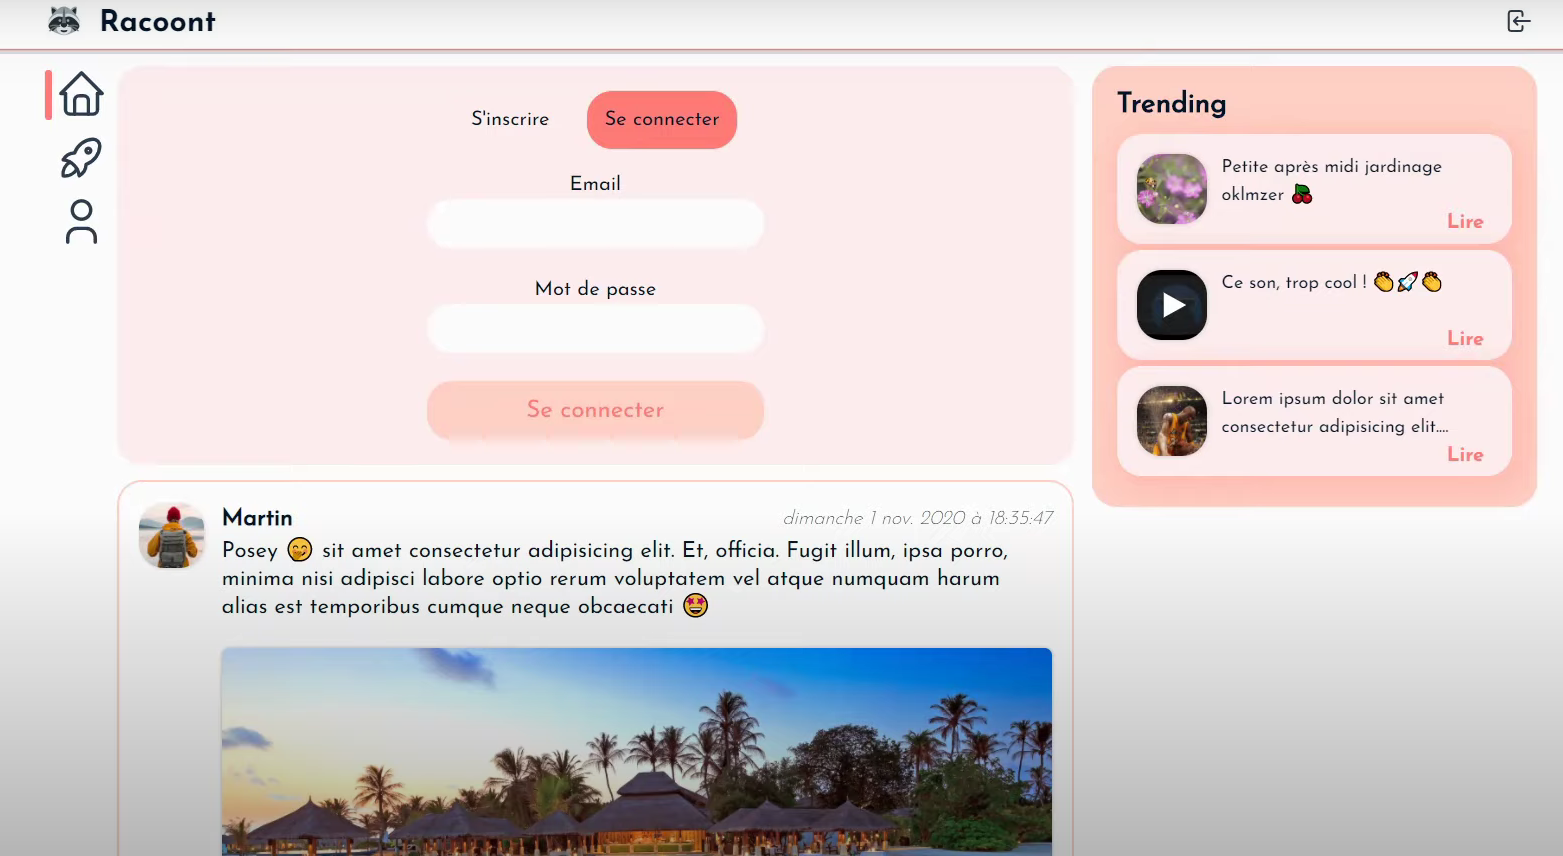 Racoont
S'inscrire
Se connecter
Email
Mot de passe
Se connecter
Martin
dimanche 1 nov. 2020 à 18:35:47
Posey 🤭 sit amet consectetur adipisicing elit. Et, officia. Fugit illum, ipsa porro,
minima nisi adipisci labore optio rerum voluptatem vel atque numquam harum
alias est temporibus cumque neque obcaecati 🤩
Trending
Petite après midi jardinage
oklmzer 🍒
Lire
Ce son, trop cool ! 👏🚀👏
Lire
Lorem ipsum dolor sit amet
consectetur adipisicing elit....
Lire